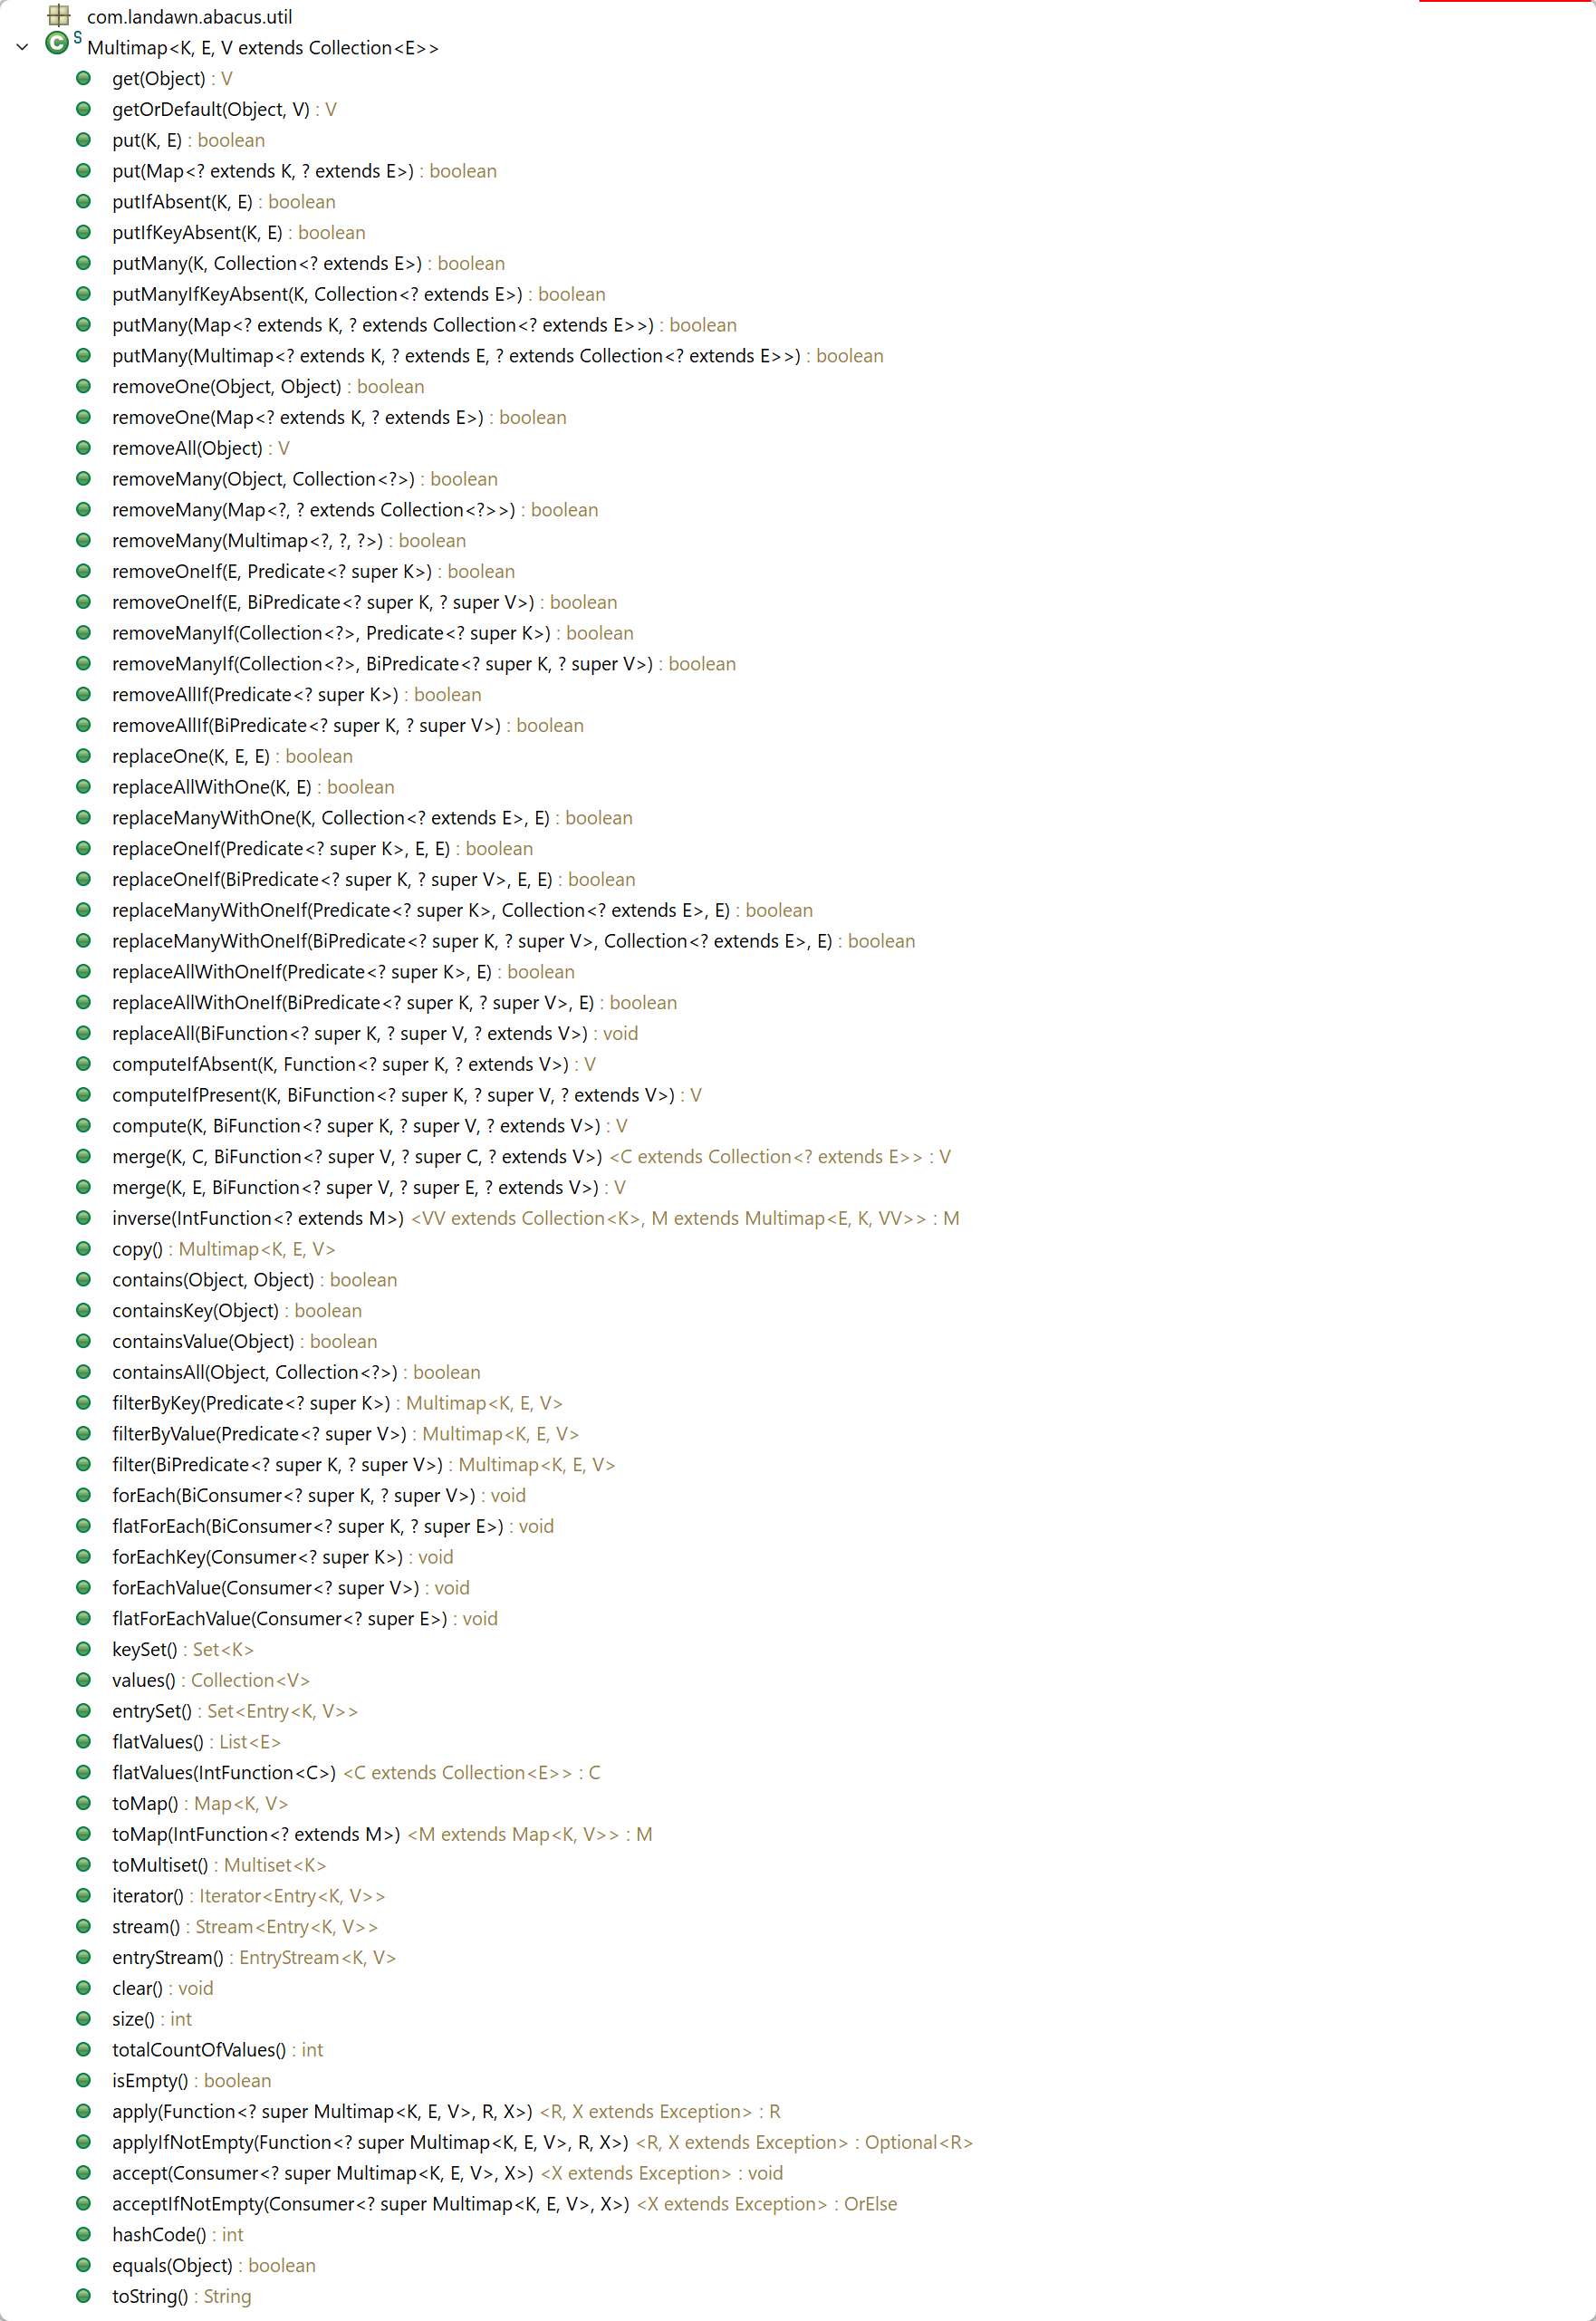 com.landawn.abacus.util
C S Multimap<K, E, V extends Collection<E>>
get(Object) : V
getOrDefault(Object, V) : V
put(K, E) : boolean
put(Map<? extends K, ? extends E>) : boolean
putIfAbsent(K, E) : boolean
putIfKeyAbsent(K, E) : boolean
putMany(K, Collection<? extends E>) : boolean
putManyIfKeyAbsent(K, Collection<? extends E>) : boolean
putMany(Map<? extends K, ? extends Collection<? extends E>>) : boolean
putMany(Multimap<? extends K, ? extends E, ? extends Collection<? extends E>>) : boolean
removeOne(Object, Object) : boolean
removeOne(Map<? extends K, ? extends E>) : boolean
removeAll(Object) : V
removeMany(Object, Collection<?>) : boolean
removeMany(Map<?, ? extends Collection<?>>) : boolean
removeMany(Multimap<?, ?, ?>) : boolean
removeOneIf(E, Predicate<? super K>) : boolean
removeOneIf(E, BiPredicate<? super K, ? super V>) : boolean
removeManyIf(Collection<?>, Predicate<? super K>) : boolean
removeManyIf(Collection<?>, BiPredicate<? super K, ? super V>) : boolean
removeAllIf(Predicate<? super K>) : boolean
removeAllIf(BiPredicate<? super K, ? super V>) : boolean
replaceOne(K, E, E) : boolean
replaceAllWithOne(K, E) : boolean
replaceManyWithOne(K, Collection<? extends E>, E) : boolean
replaceOneIf(Predicate<? super K>, E, E) : boolean
replaceOneIf(BiPredicate<? super K, ? super V>, E, E) : boolean
replaceManyWithOneIf(Predicate<? super K>, Collection<? extends E>, E) : boolean
replaceManyWithOneIf(BiPredicate<? super K, ? super V>, Collection<? extends E>, E) : boolean
replaceAllWithOneIf(Predicate<? super K>, E) : boolean
replaceAllWithOneIf(BiPredicate<? super K, ? super V>, E) : boolean
replaceAll(BiFunction<? super K, ? super V, ? extends V>) : void
computeIfAbsent(K, Function<? super K, ? extends V>) : V
computeIfPresent(K, BiFunction<? super K, ? super V, ? extends V>) : V
compute(K, BiFunction<? super K, ? super V, ? extends V>) : V
merge(K, C, BiFunction<? super V, ? super C, ? extends V>) <C extends Collection<? extends E>> : V
merge(K, E, BiFunction<? super V, ? super E, ? extends V>) : V
inverse(IntFunction<? extends M>) <VV extends Collection<K>, M extends Multimap<E, K, VV>> : M
copy() : Multimap<K, E, V>
contains(Object, Object) : boolean
containsKey(Object) : boolean
containsValue(Object) : boolean
containsAll(Object, Collection<?>) : boolean
filterByKey(Predicate<? super K>) : Multimap<K, E, V>
filterByValue(Predicate<? super V>) : Multimap<K, E, V>
filter(BiPredicate<? super K, ? super V>) : Multimap<K, E, V>
forEach(BiConsumer<? super K, ? super V>) : void
flatForEach(BiConsumer<? super K, ? super E>) : void
forEachKey(Consumer<? super K>) : void
forEachValue(Consumer<? super V>) : void
flatForEachValue(Consumer<? super E>) : void
keySet() : Set<K>
values() : Collection<V>
entrySet() : Set<Entry<K, V>>
flatValues() : List<E>
flatValues(IntFunction<C>) <C extends Collection<E>> : C
toMap() : Map<K, V>
toMap(IntFunction<? extends M>) <M extends Map<K, V>> : M
toMultiset() : Multiset<K>
iterator() : Iterator<Entry<K, V>>
stream() : Stream<Entry<K, V>>
entryStream() : EntryStream<K, V>
clear() : void
size() : int
totalCountOfValues() : int
isEmpty() : boolean
apply(Function<? super Multimap<K, E, V>, R, X>) <R, X extends Exception> : R
applyIfNotEmpty(Function<? super Multimap<K, E, V>, R, X>) <R, X extends Exception> : Optional<R>
accept(Consumer<? super Multimap<K, E, V>, X>) <X extends Exception> : void
acceptIfNotEmpty(Consumer<? super Multimap<K, E, V>, X>) <X extends Exception> : OrElse
hashCode() : int
equals(Object) : boolean
toString() : String